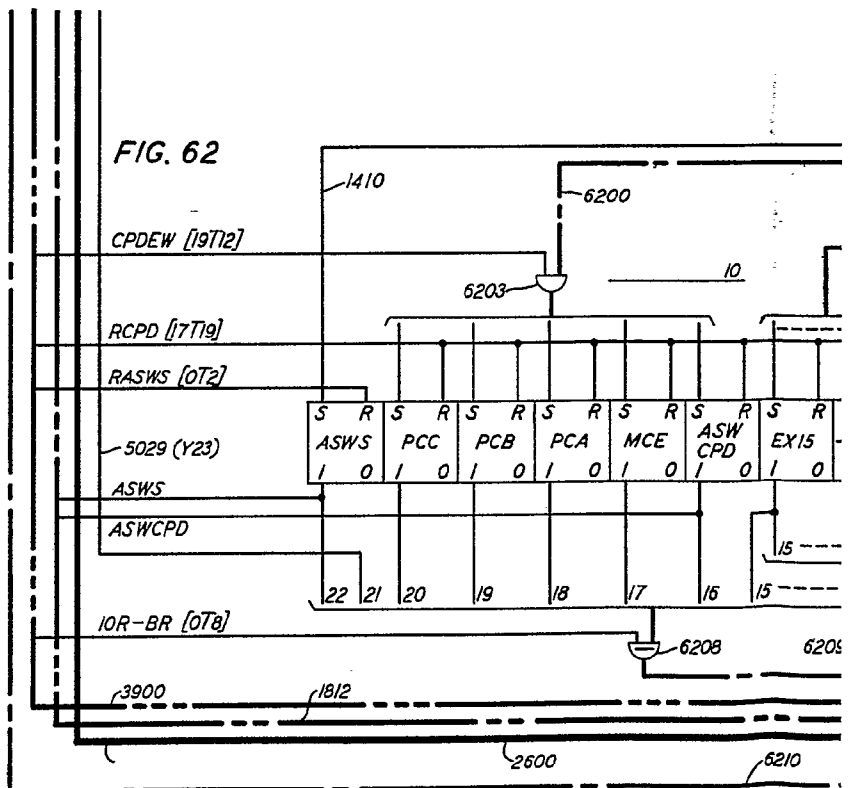 FIG. 62
1410
6200
CPDEW [19T12]
6203
10
RCPD [17T19]
RASWS [0T2]
S R S R S R S R S R S R S R
ASWS PCC PCB PCA MCE ASW CPD EX15
1 0 1 0 1 0 1 0 1 0 1 0 1 0
5029 (Y23)
ASWS
ASWCPD
15
22 21 20 19 18 17 16 15
10R-BR [0T8]
6208
6209
3900
1812
2600
6210